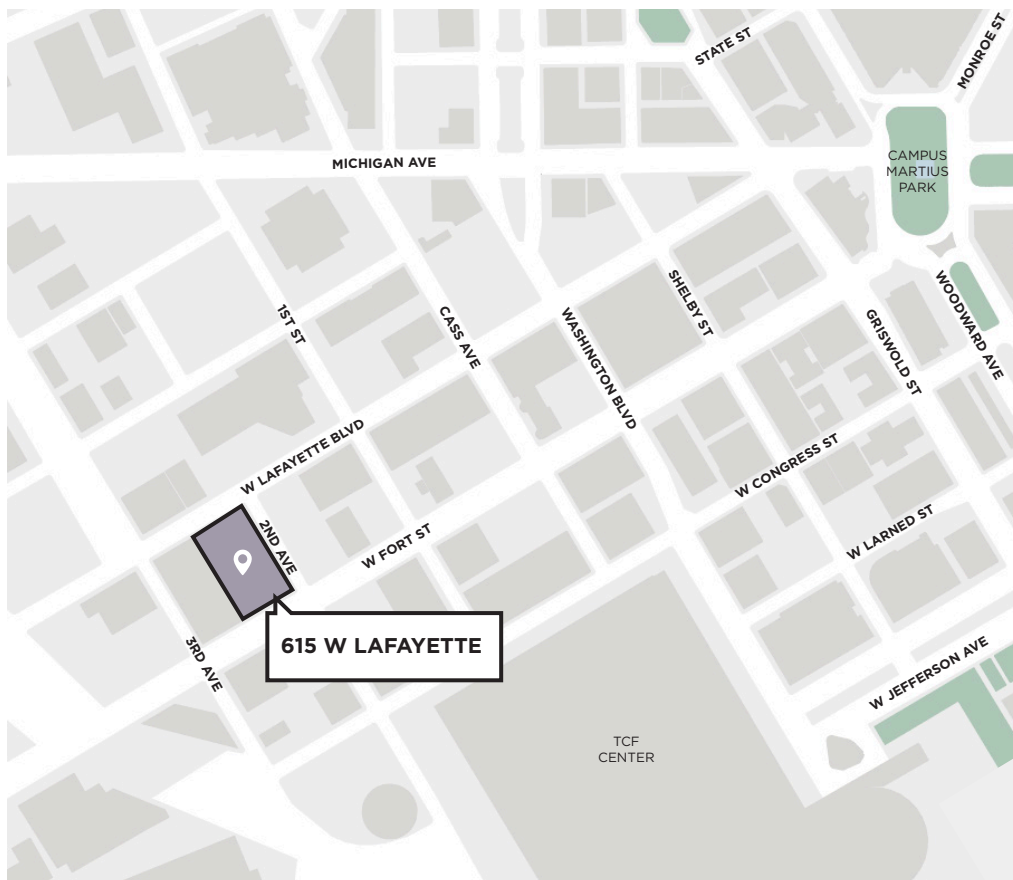 STATE ST
MONROE ST
MICHIGAN AVE
CAMPUS
MARTIUS
PARK
1ST ST
CASS AVE
WASHINGTON BLVD
SHELBY ST
GRISWOLD ST
WOODWARD AVE
W LAFAYETTE BLVD
W CONGRESS ST
2ND AVE
W FORT ST
W LARNED ST
615 W LAFAYETTE
3RD AVE
W JEFFERSON AVE
TCF
CENTER